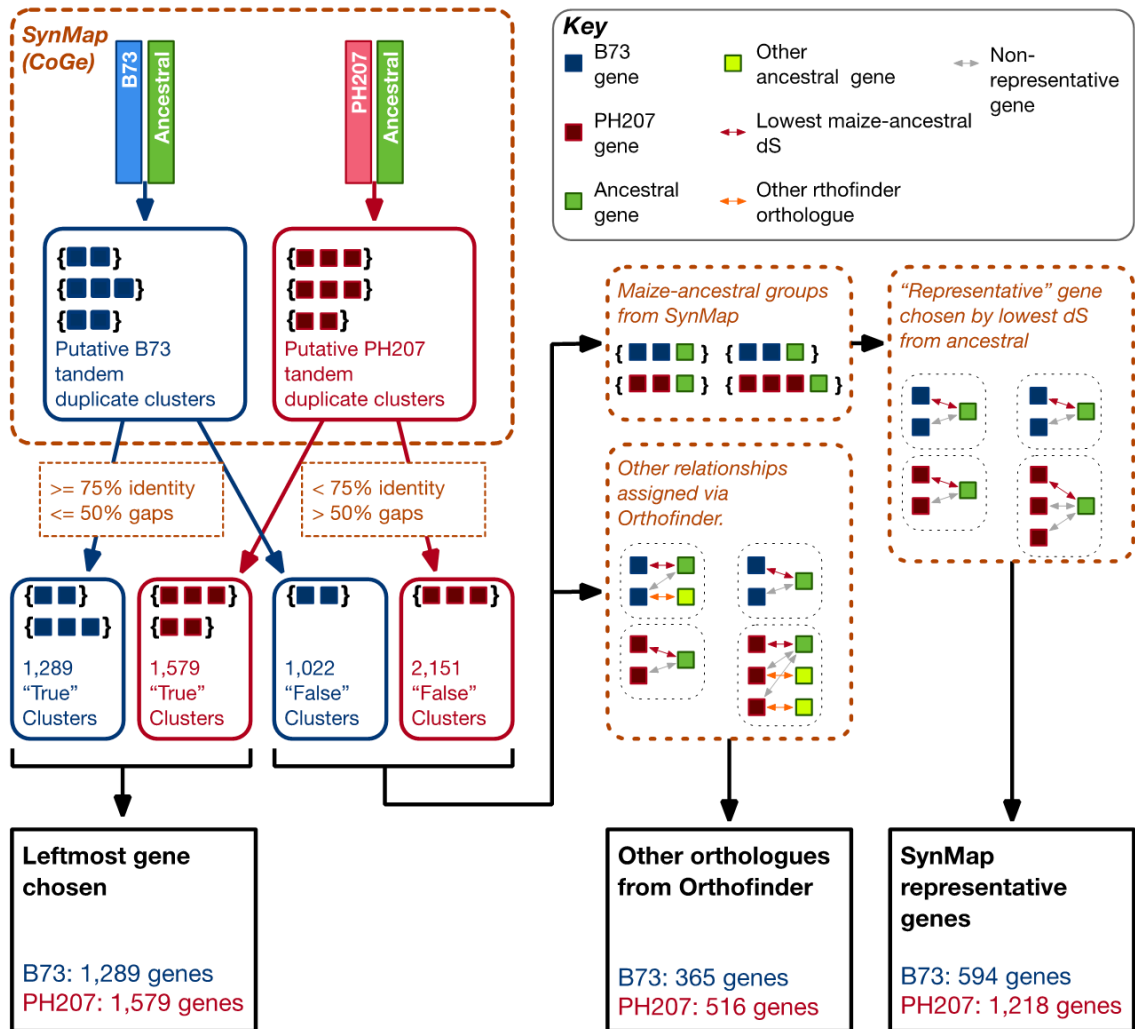 SynMap
(CoGe)
B73
Ancestral
PH207
Ancestral
{ } 
{ }
{ }
Putative B73
tandem
duplicate clusters
{ }
{ }
{ }
Putative PH207
tandem
duplicate clusters
Key
B73
gene
PH207
gene
Ancestral
gene
Other
ancestral gene
Lowest maize-ancestral
dS
Other rthofinder
orthologue
Non-
representative
gene
>= 75% identity
<= 50% gaps
< 75% identity
> 50% gaps
Maize-ancestral groups
from SynMap
{ } { }
{ } { }
“Representative” gene
chosen by lowest dS
from ancestral
Other relationships
assigned via
Orthofinder.
{ }
{ }
1,289
“True”
Clusters
{ }
{ }
1,579
“True”
Clusters
{ }
1,022
“False”
Clusters
{ }
2,151
“False”
Clusters
Leftmost gene
chosen
B73: 1,289 genes
PH207: 1,579 genes
Other orthologues
from Orthofinder
B73: 365 genes
PH207: 516 genes
SynMap
representative
genes
B73: 594 genes
PH207: 1,218 genes